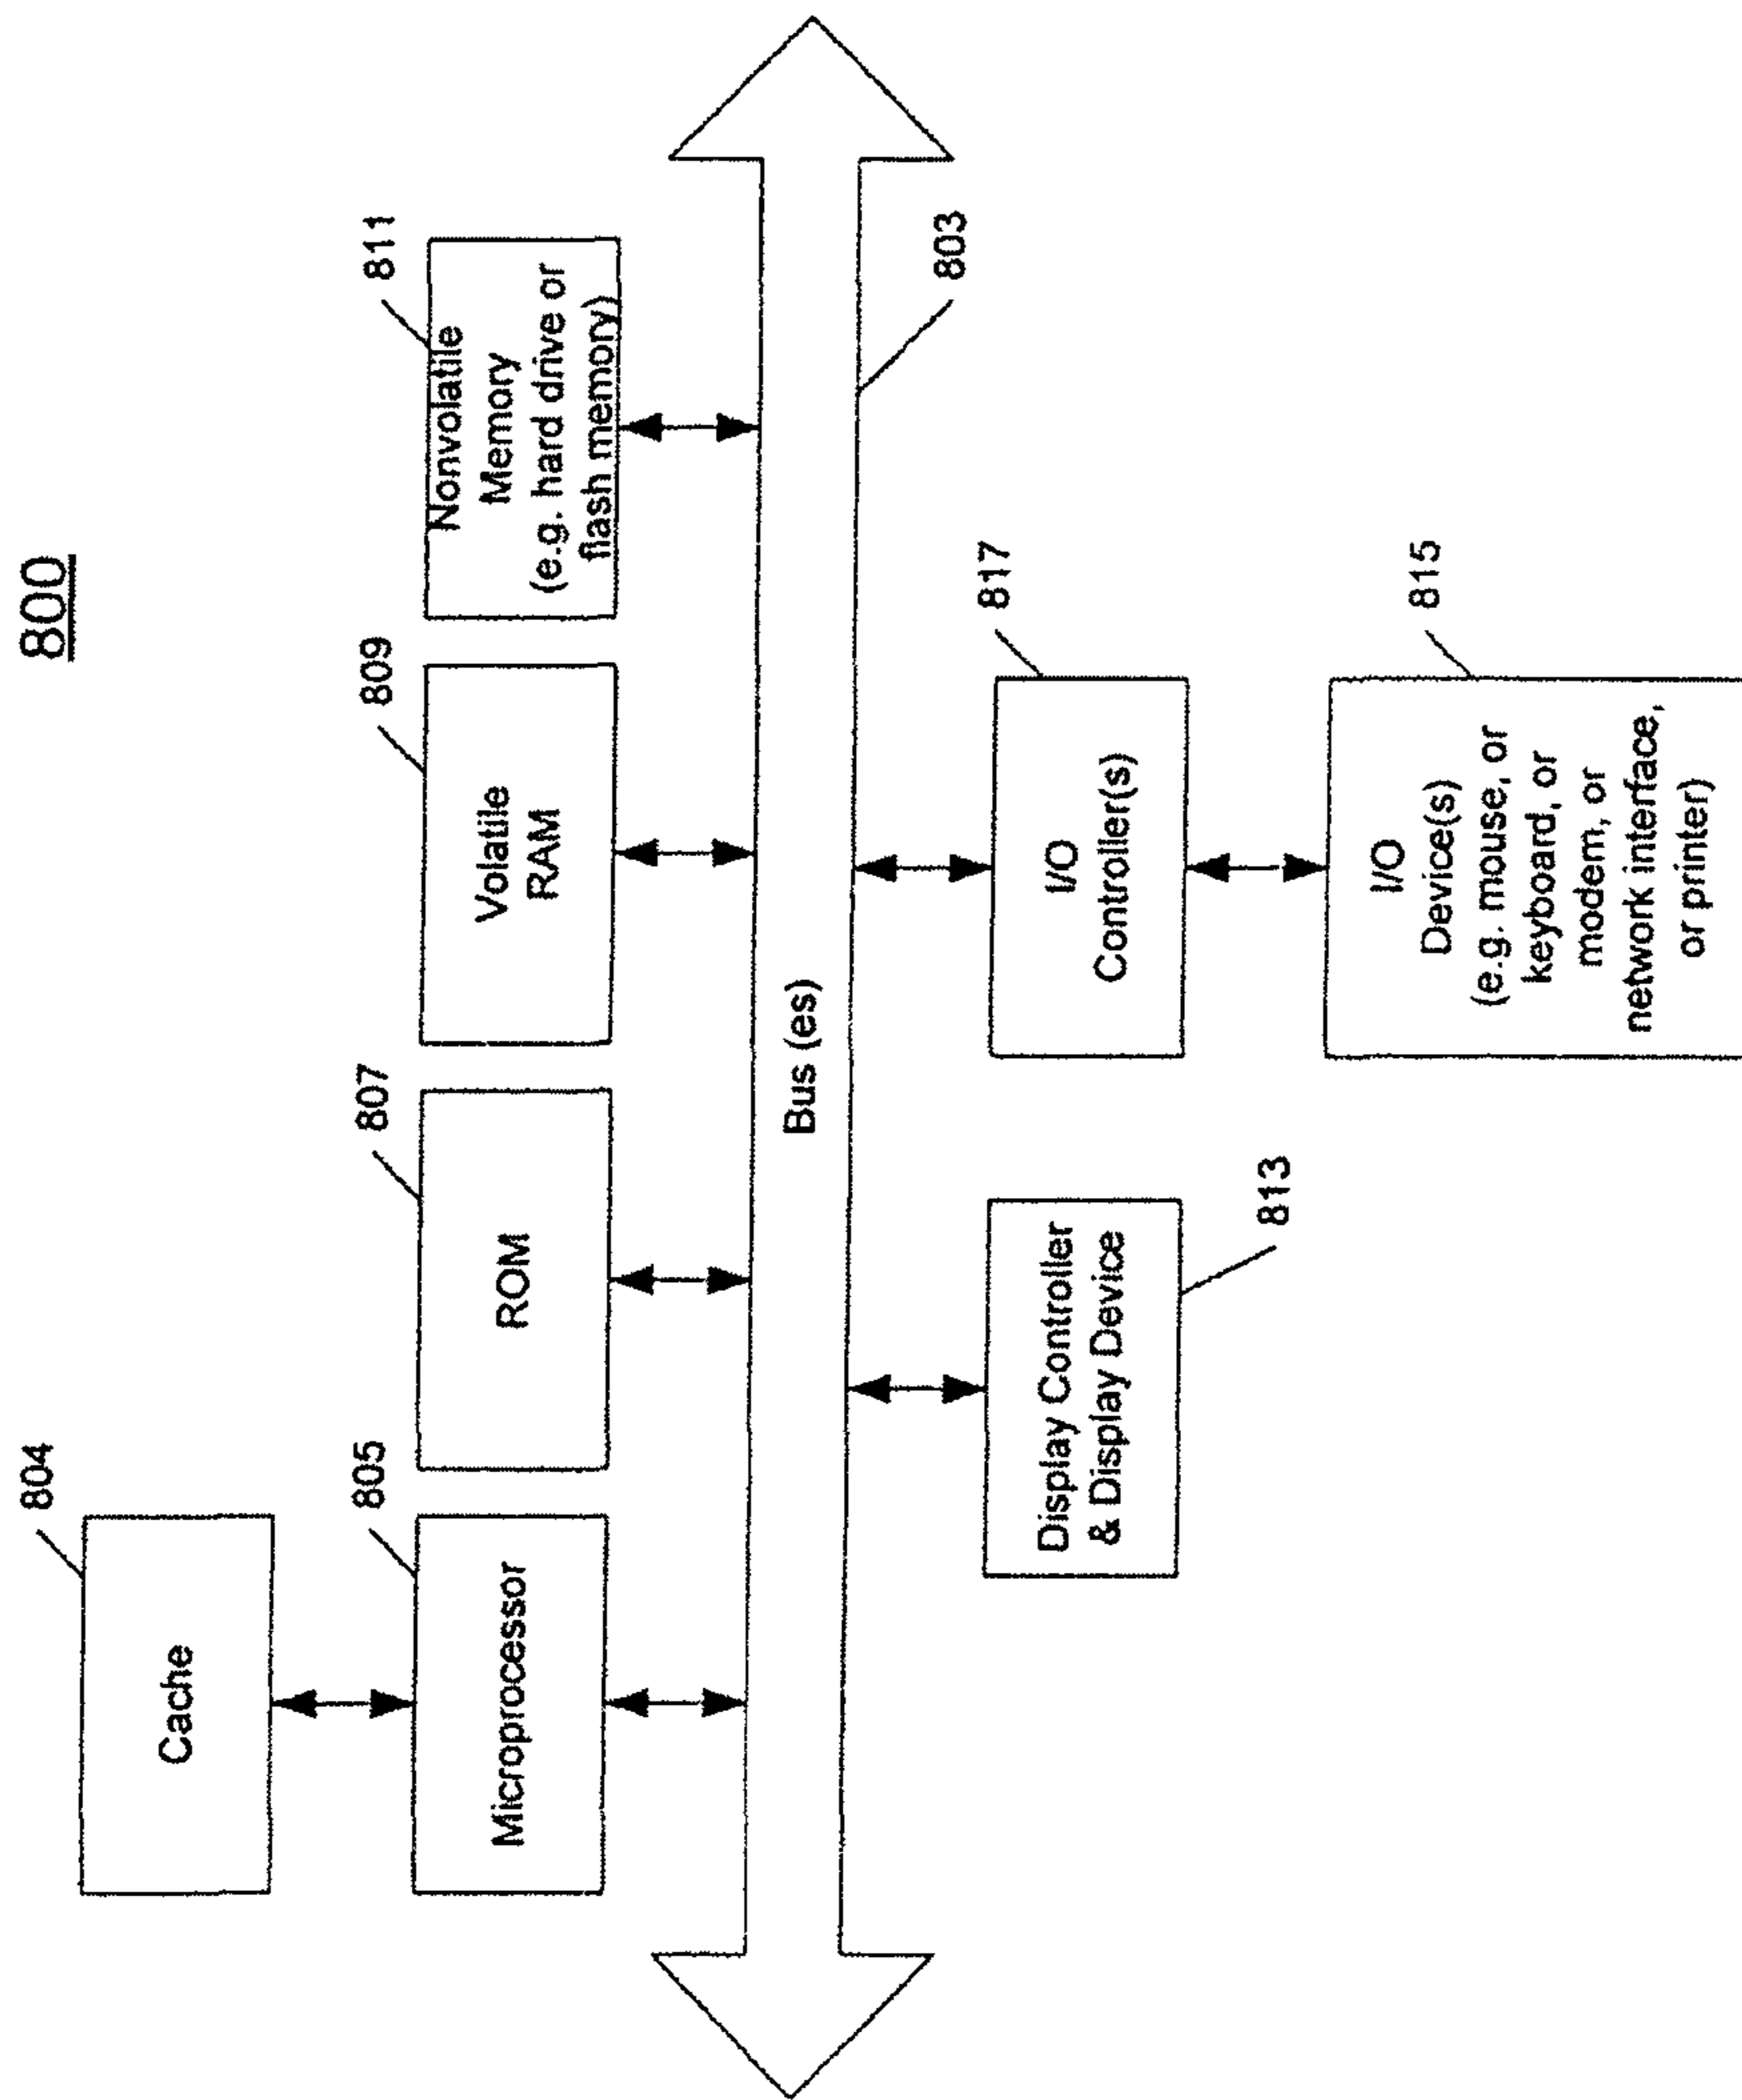 800
804
Cache
805
Microprocessor
807
ROM
809
Volatile
RAM
811
Nonvolatile
Memory
(e.g. hard drive or
flash memory)
Bus (es)
803
813
Display Controller
& Display Device
817
I/O
Controller(s)
815
I/O
Device(s)
(e.g. mouse, or
keyboard, or
modem, or
network interface,
or printer)